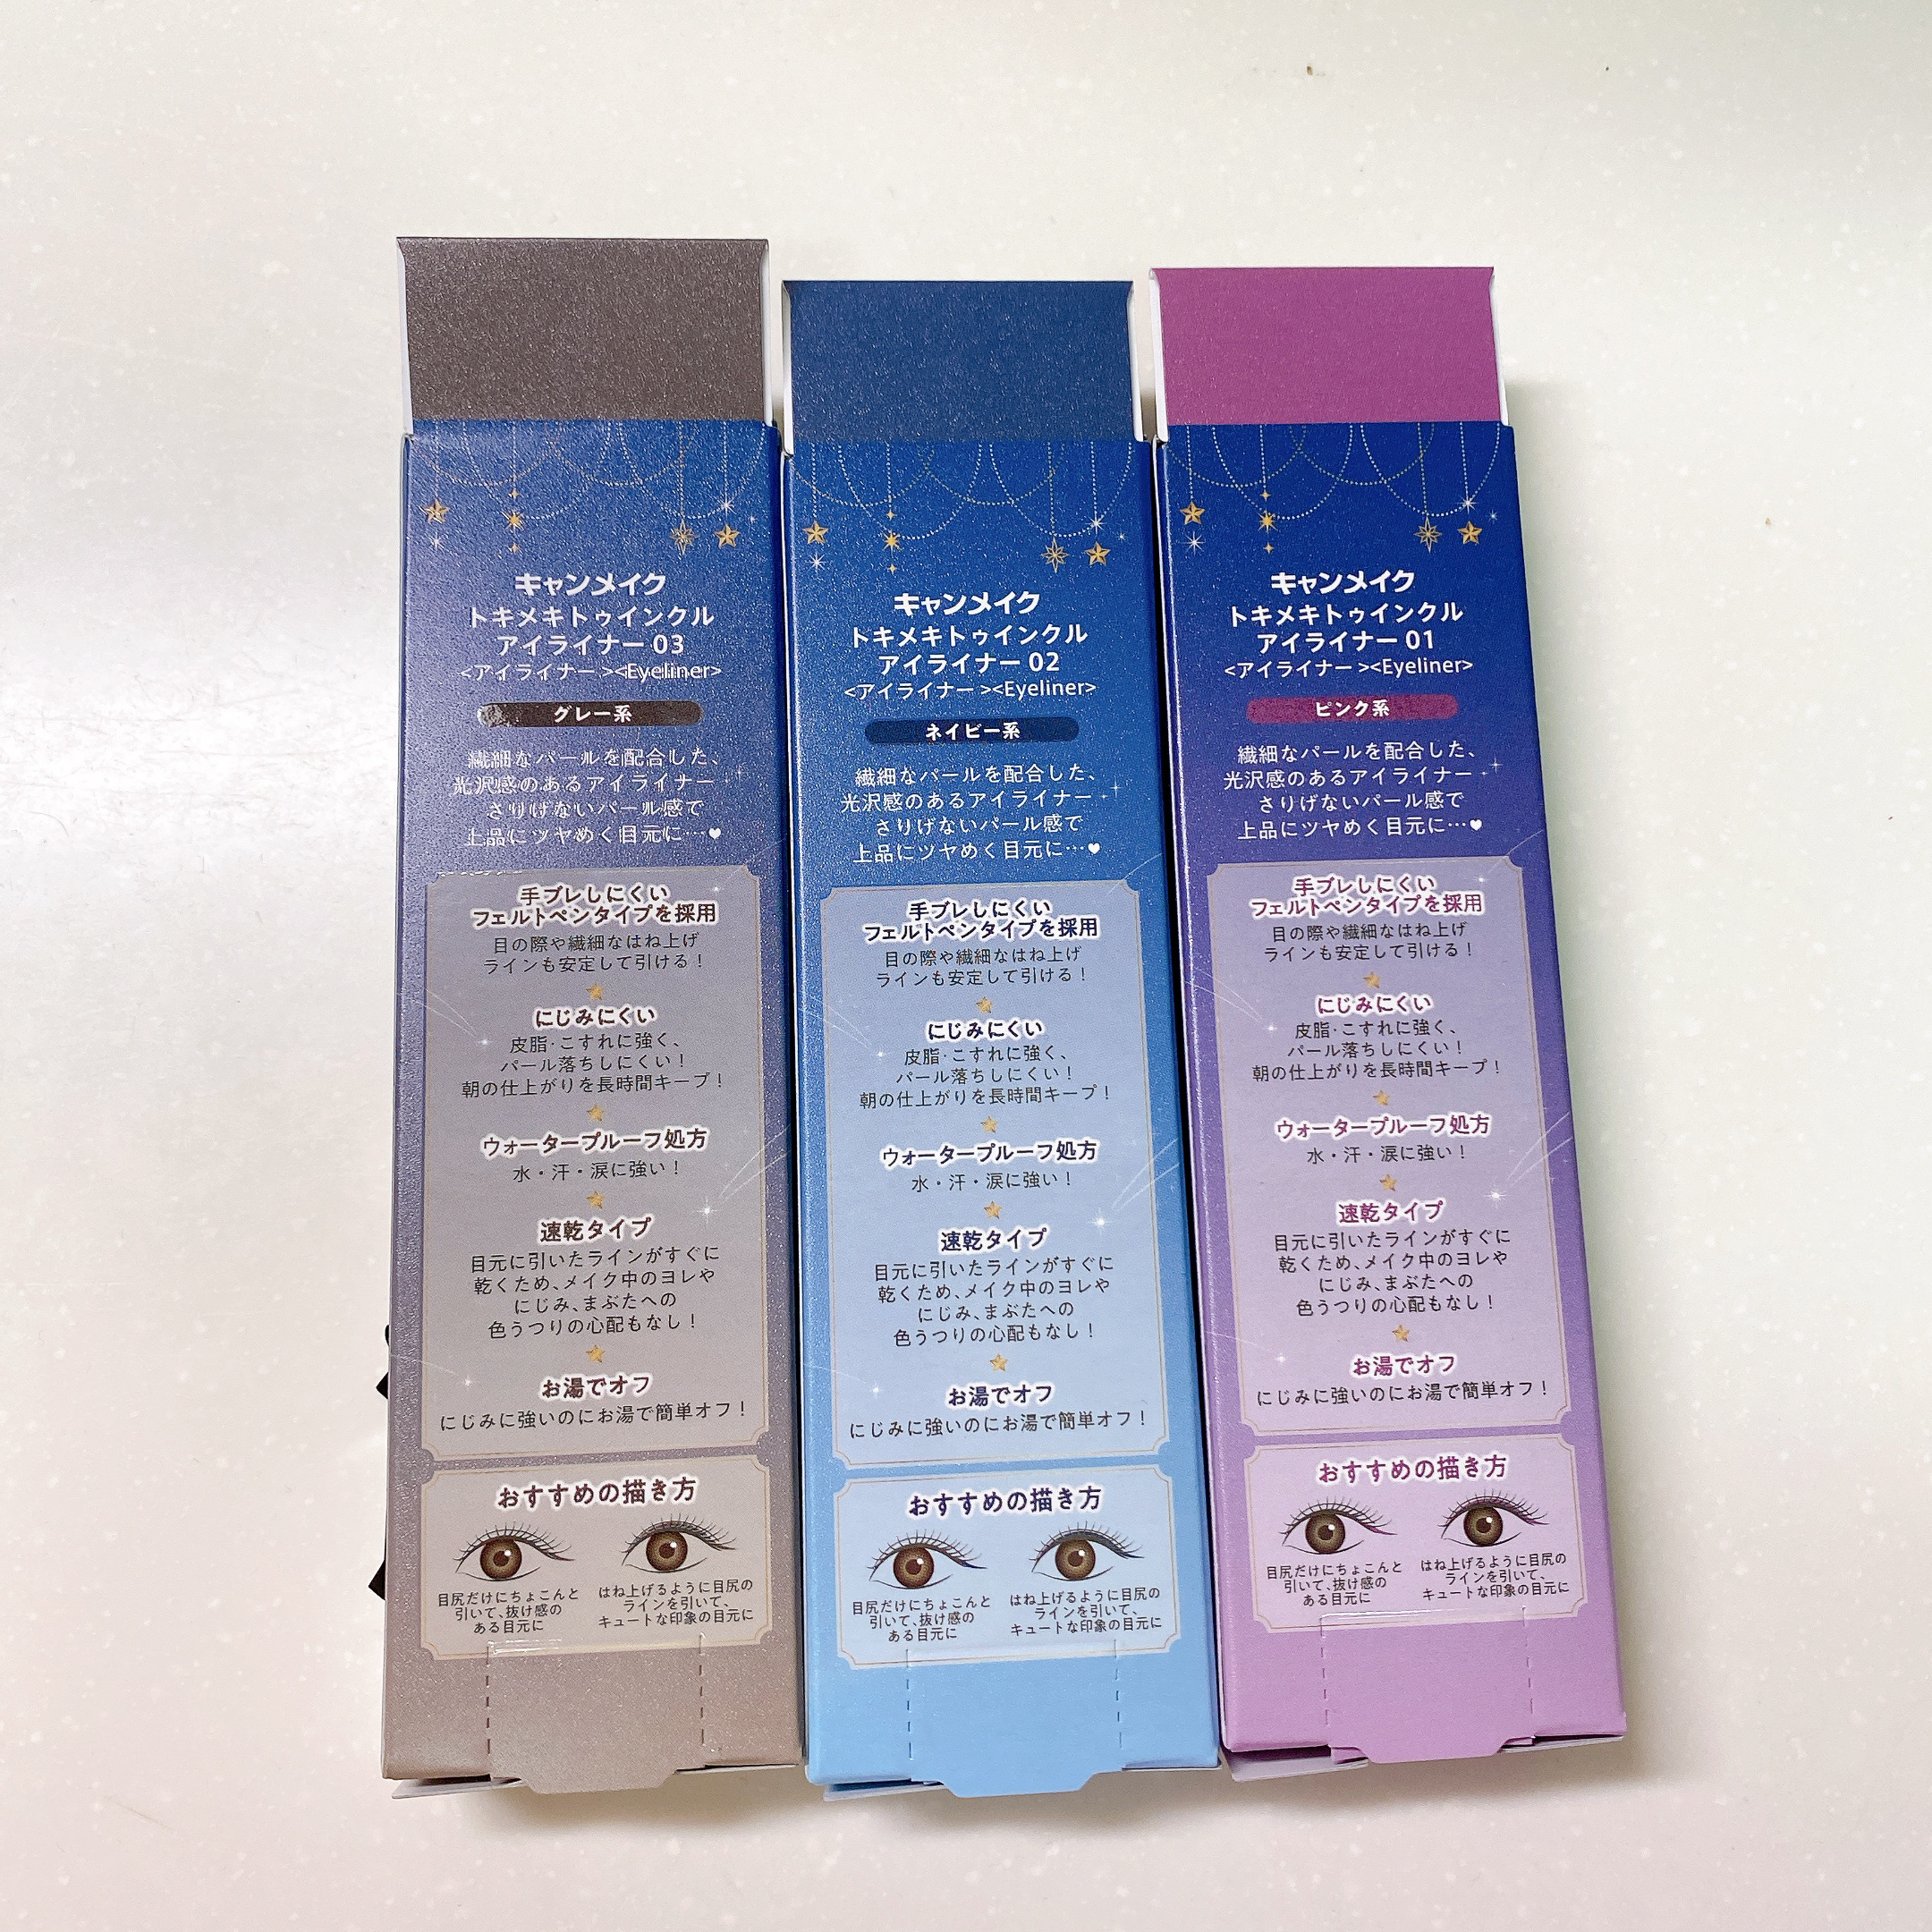 キャンメイク
トキメキトゥインクル
アイライナー 03
<アイライナー><Eyeliner>
グレー系
繊細なパールを配合した、
光沢感のあるアイライナー
さりげないパール感で
上品にツヤめく目元に…♥
手ブレしにくい
フェルトペンタイプを採用
目の際や繊細なはね上げ
ラインも安定して引ける！
にじみにくい
皮脂・こすれに強く、
パール落ちしにくい！
朝の仕上がりを長時間キープ！
ウォータープルーフ処方
水・汗・涙に強い！
速乾タイプ
目元に引いたラインがすぐに
乾くため、メイク中のヨレや
にじみ、まぶたへの
色うつりの心配もなし！
お湯でオフ
にじみに強いのにお湯で簡単オフ！
おすすめの描き方
目尻だけにちょこんと
引いて、抜け感の
ある目元に
はね上げるように目尻の
ラインを引いて、
キュートな印象の目元に
キャンメイク
トキメキトゥインクル
アイライナー 02
<アイライナー><Eyeliner>
ネイビー系
繊細なパールを配合した、
光沢感のあるアイライナー
さりげないパール感で
上品にツヤめく目元に…♥
手ブレしにくい
フェルトペンタイプを採用
目の際や繊細なはね上げ
ラインも安定して引ける！
にじみにくい
皮脂・こすれに強く、
パール落ちしにくい！
朝の仕上がりを長時間キープ！
ウォータープルーフ処方
水・汗・涙に強い！
速乾タイプ
目元に引いたラインがすぐに
乾くため、メイク中のヨレや
にじみ、まぶたへの
色うつりの心配もなし！
お湯でオフ
にじみに強いのにお湯で簡単オフ！
おすすめの描き方
目尻だけにちょこんと
引いて、抜け感の
ある目元に
はね上げるように目尻の
ラインを引いて、
キュートな印象の目元に
キャンメイク
トキメキトゥインクル
アイライナー 01
<アイライナー><Eyeliner>
ピンク系
繊細なパールを配合した、
光沢感のあるアイライナー
さりげないパール感で
上品にツヤめく目元に…♥
手ブレしにくい
フェルトペンタイプを採用
目の際や繊細なはね上げ
ラインも安定して引ける！
にじみにくい
皮脂・こすれに強く、
パール落ちしにくい！
朝の仕上がりを長時間キープ！
ウォータープルーフ処方
水・汗・涙に強い！
速乾タイプ
目元に引いたラインがすぐに
乾くため、メイク中のヨレや
にじみ、まぶたへの
色うつりの心配もなし！
お湯でオフ
にじみに強いのにお湯で簡単オフ！
おすすめの描き方
目尻だけにちょこんと
引いて、抜け感の
ある目元に
はね上げるように目尻の
ラインを引いて、
キュートな印象の目元に